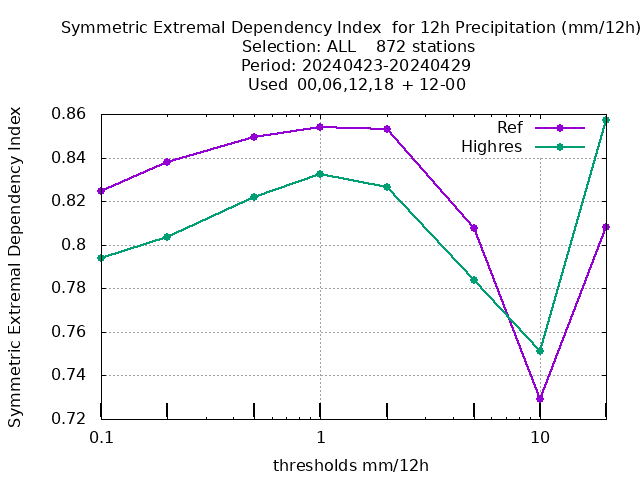 Symmetric Extremal Dependency Index  for 12h Precipitation (mm/12h)
Selection: ALL    872 stations
Period: 20240423-20240429
Used  00,06,12,18  + 12-00
Symmetric Extremal Dependency Index
0.86
0.84
0.82
0.8
0.78
0.76
0.74
0.72
Ref
Highres
0.1
1
10
thresholds mm/12h